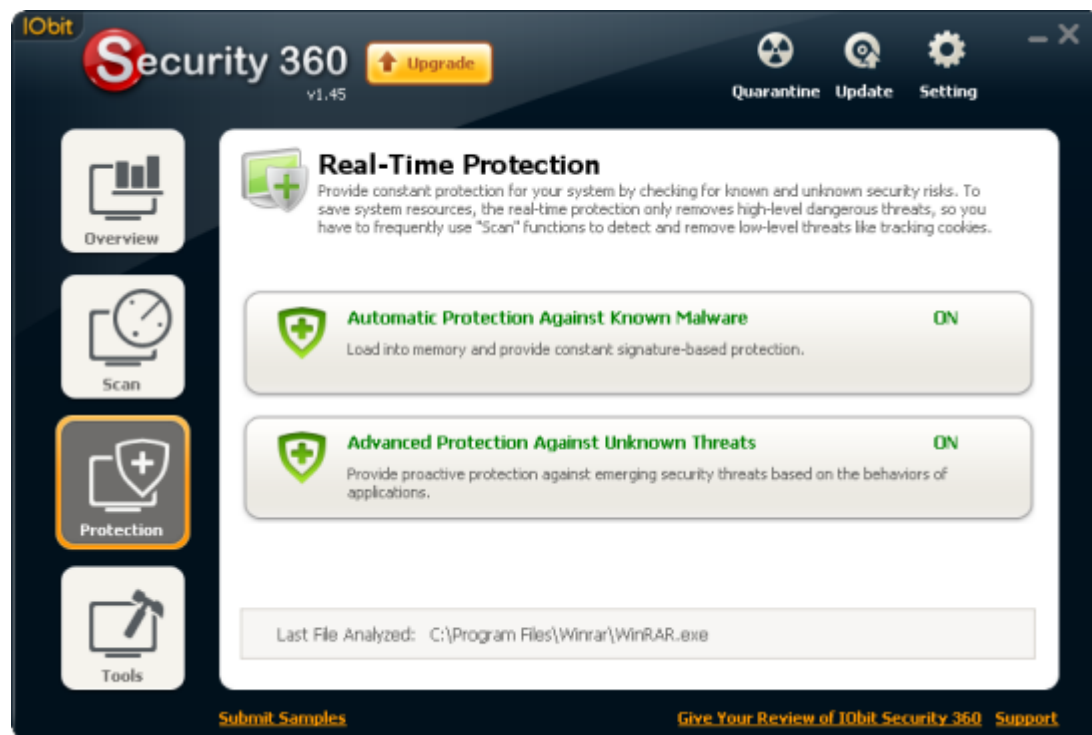 IObit
Security 360
v1.45
Upgrade
Quarantine Update Setting
Overview
Scan
Protection
Tools
Real-Time Protection
Provide constant protection for your system by checking for known and unknown security risks. To
save system resources, the real-time protection only removes high-level dangerous threats, so you
have to frequently use "Scan" functions to detect and remove low-level threats like tracking cookies.
Automatic Protection Against Known Malware ON
Load into memory and provide constant signature-based protection.
Advanced Protection Against Unknown Threats ON
Provide proactive protection against emerging security threats based on the behaviors of
applications.
Last File Analyzed: C:\Program Files\Winrar\WinRAR.exe
Submit Samples Give Your Review of IObit Security 360 Support